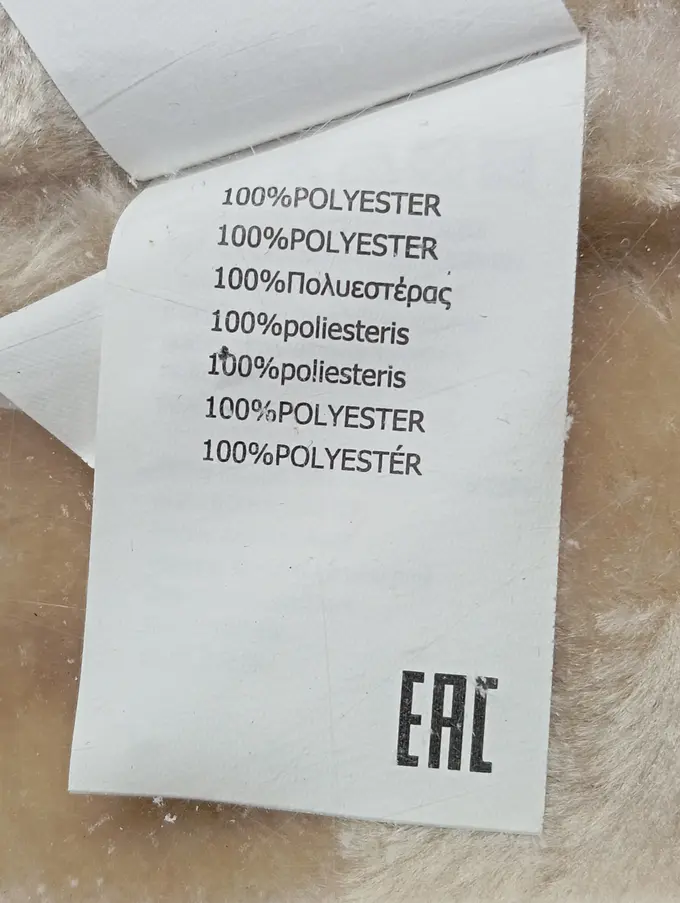 100%POLYESTER
100%POLYESTER
100%Πολυεστέρας
100%poliesteris
100%poliesteris
100%POLYESTER
100%POLYESTÉR
EAC